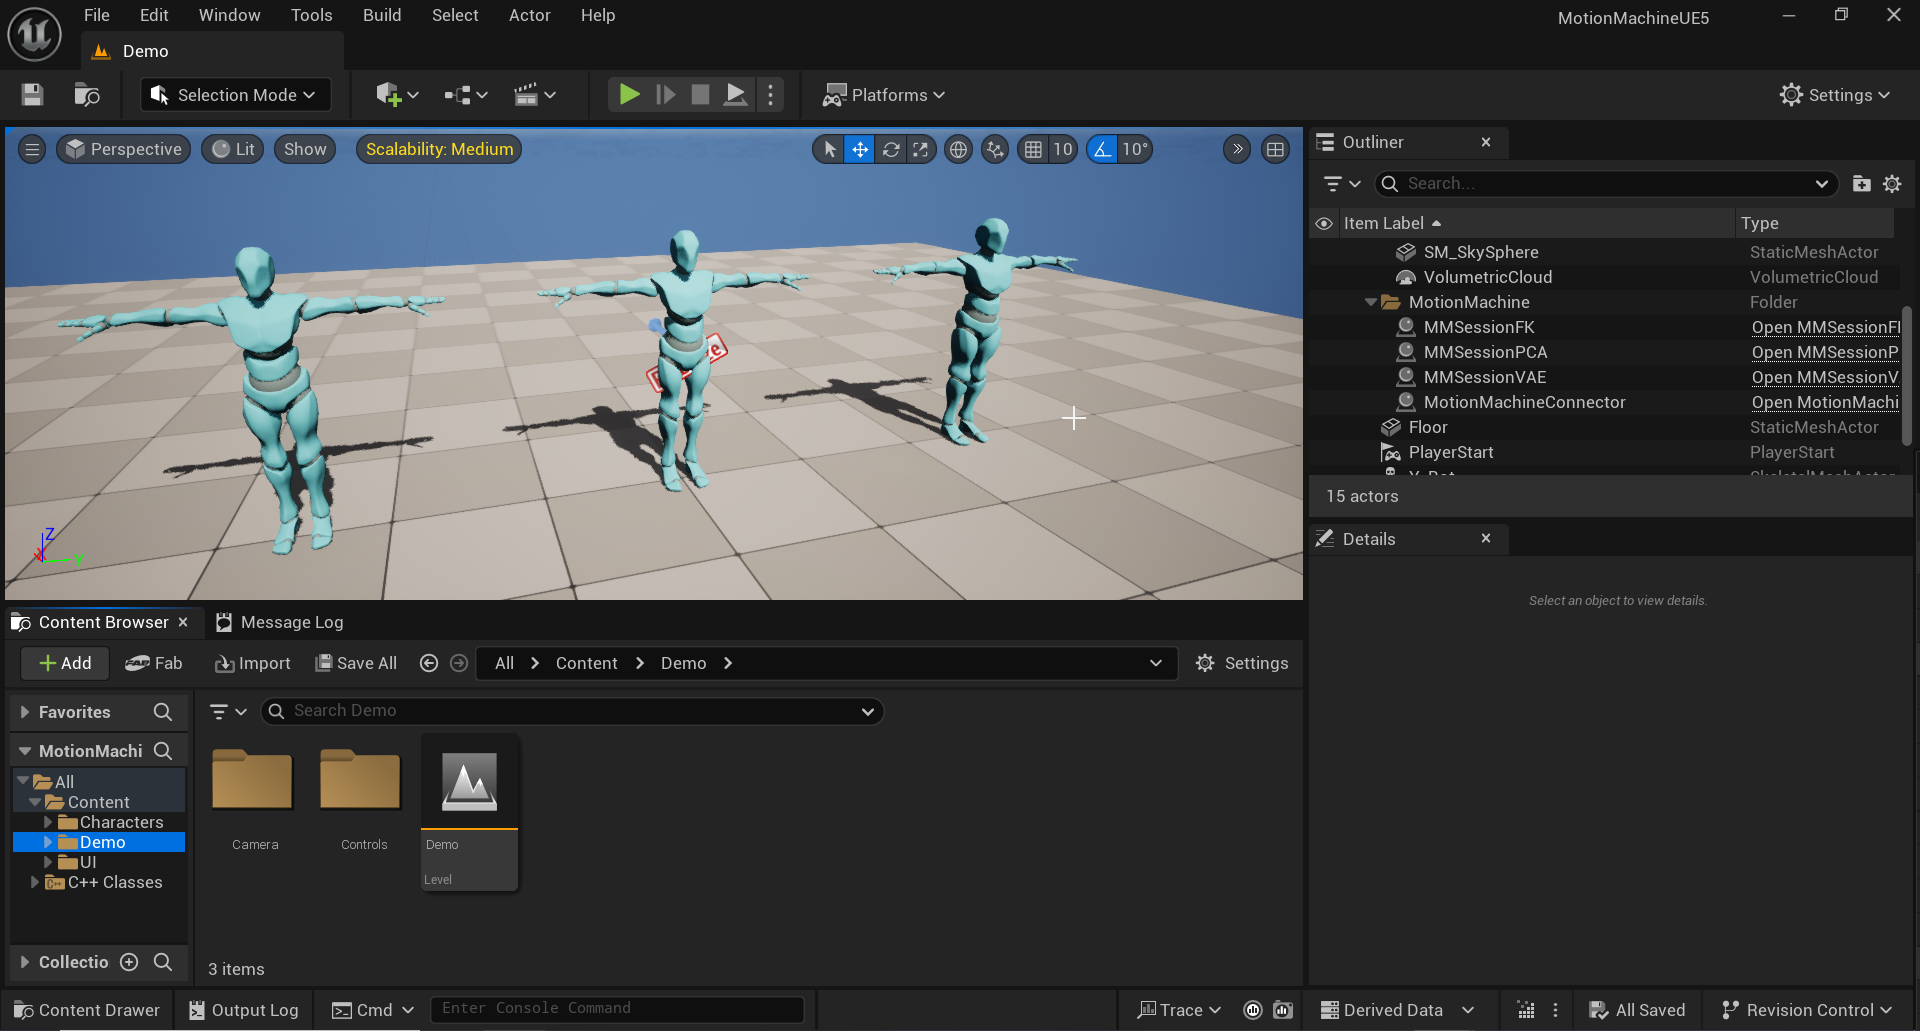 File Edit Window Tools Build Select Actor Help
MotionMachineUE5
Demo
Selection Mode
Platforms
Settings
Perspective
Lit
Show
Scalability: Medium
10
10°
Z
X
Y
Outliner
Search...
Item Label
Type
SM_SkySphere StaticMeshActor
VolumetricCloud VolumetricCloud
MotionMachine Folder
MMSessionFK Open MMSessionF
MMSessionPCA Open MMSessionP
MMSessionVAE Open MMSessionV
MotionMachineConnector Open MotionMachi
Floor StaticMeshActor
PlayerStart PlayerStart
15 actors
Details
Select an object to view details.
Content Browser
Message Log
Add
Fab
Import
Save All
All
Content
Demo
Settings
Favorites
Search Demo
MotionMachi
All
Content
Characters
Demo
UI
C++ Classes
Camera
Controls
Demo
Level
Collectio
3 items
Content Drawer
Output Log
Cmd
Enter Console Command
Trace
Derived Data
All Saved
Revision Control